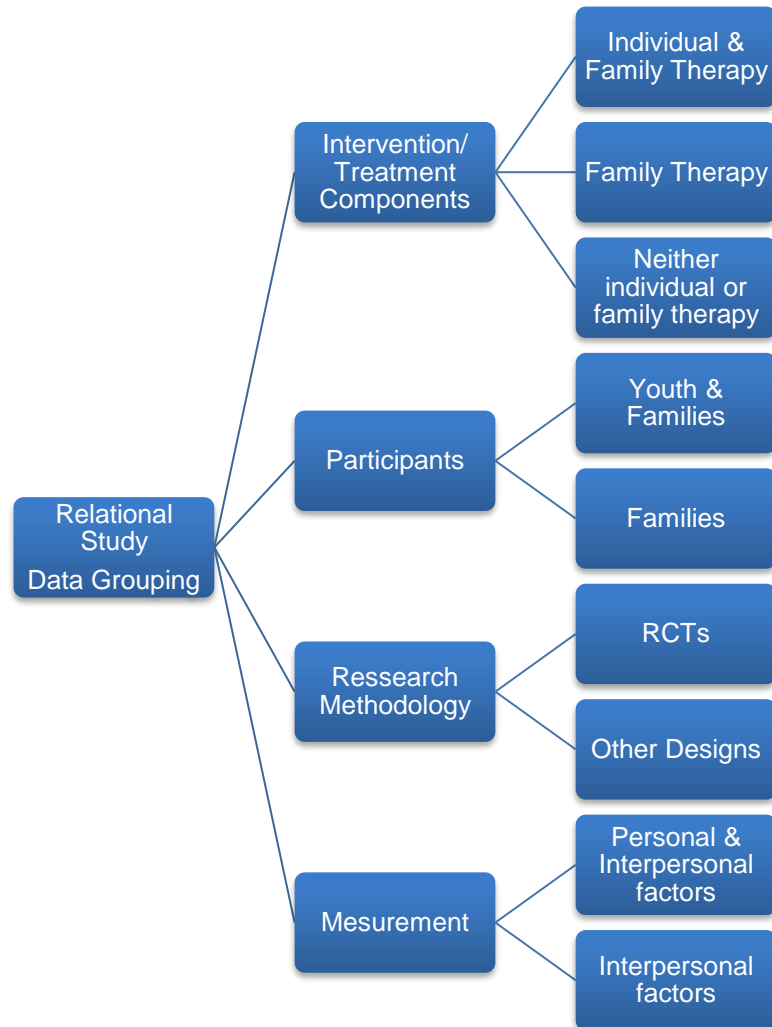 Relational
Study
Data Grouping
Intervention/
Treatment
Components
Individual &
Family Therapy
Family Therapy
Neither
individual or
family therapy
Participants
Youth &
Families
Families
Ressearch
Methodology
RCTs
Other Designs
Mesurement
Personal &
Interpersonal
factors
Interpersonal
factors